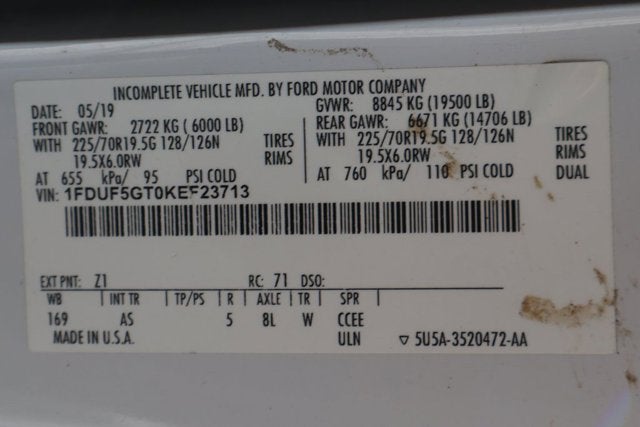 INCOMPLETE VEHICLE MFD. BY FORD MOTOR COMPANY
DATE: 05/19 GVWR: 8845 KG (19500 LB)
FRONT GAWR: 2722 KG ( 6000 LB) REAR GAWR: 6671 KG (14706 LB)
WITH 225/70R19.5G 128/126N TIRES WITH 225/70R19.5G 128/126N TIRES
19.5X6.0RW RIMS 19.5X6.0RW RIMS
AT 655 kPa/ 95 PSI COLD AT 760 kPa/ 110 PSI COLD DUAL
VIN: 1FDUF5GT0KEF23713
EXT PNT: Z1 RC: 71 DSO:
WB INT TR TP/PS R AXLE TR SPR
169 AS 5 8L W CCEE
MADE IN U.S.A. ULN ▽ 5U5A-3520472-AA